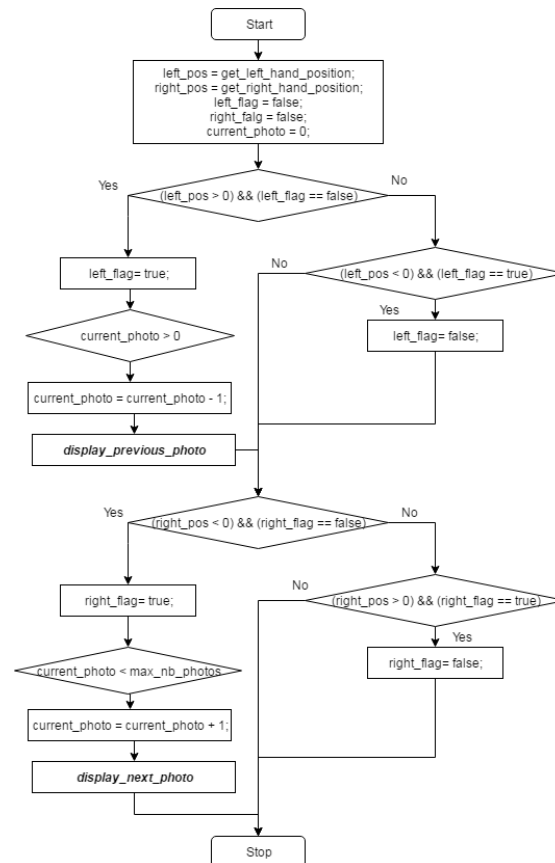 Start
left_pos = get_left_hand_position;
right_pos = get_right_hand_position;
left_flag = false;
right_falg = false;
current_photo = 0;
Yes
No
(left_pos > 0) && (left_flag == false)
left_flag= true;
No
(left_pos < 0) && (left_flag == true)
Yes
current_photo > 0
left_flag= false;
current_photo = current_photo - 1;
display_previous_photo
Yes
No
(right_pos < 0) && (right_flag == false)
right_flag= true;
No
(right_pos > 0) && (right_flag == true)
Yes
current_photo < max_nb_photos
right_flag= false;
current_photo = current_photo + 1;
display_next_photo
Stop